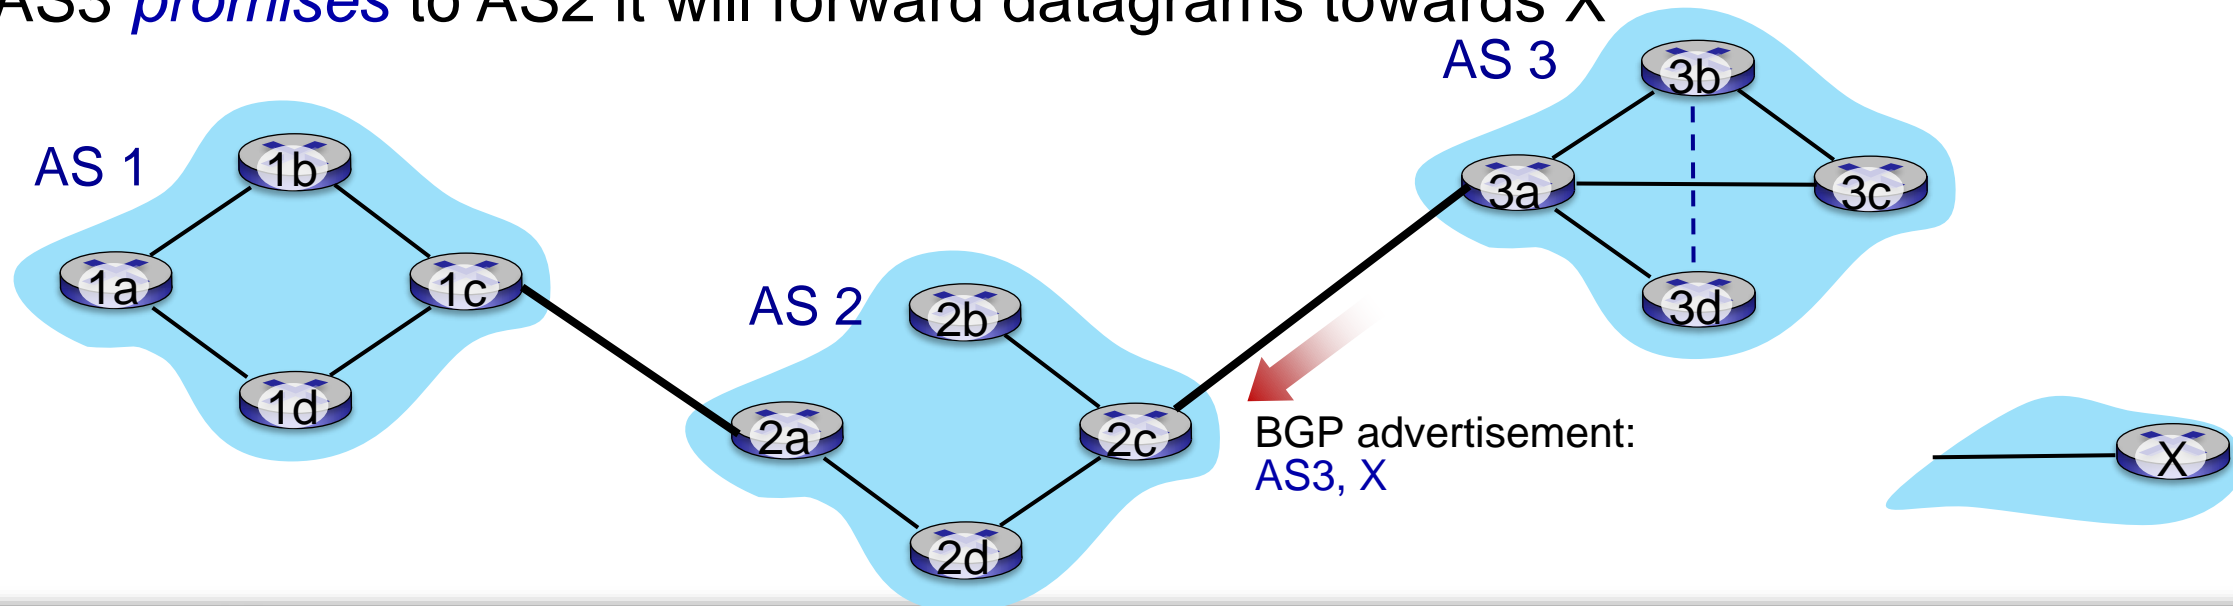 AS3 promises to AS2 it will forward datagrams towards X
AS 3
3b
AS 1
1b
3a
3c
1a
1c
AS 2
2b
3d
1d
2a
2c
BGP advertisement:
AS3, X
X
2d